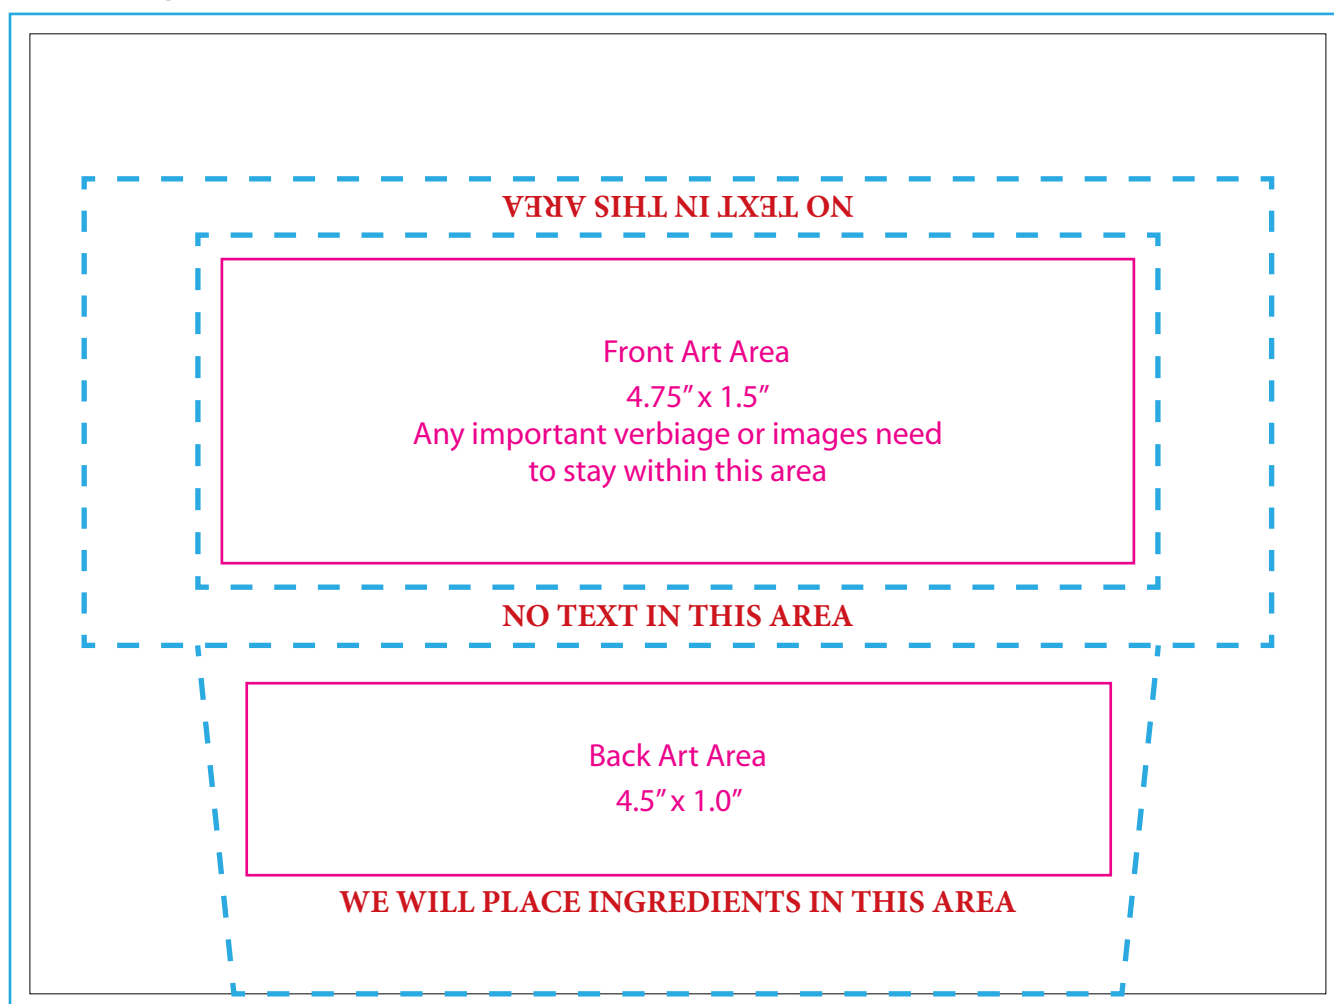 NO TEXT IN THIS AREA
Front Art Area
4.75” x 1.5”
Any important verbiage or images need
to stay within this area
NO TEXT IN THIS AREA
Back Art Area
4.5” x 1.0”
WE WILL PLACE INGREDIENTS IN THIS AREA